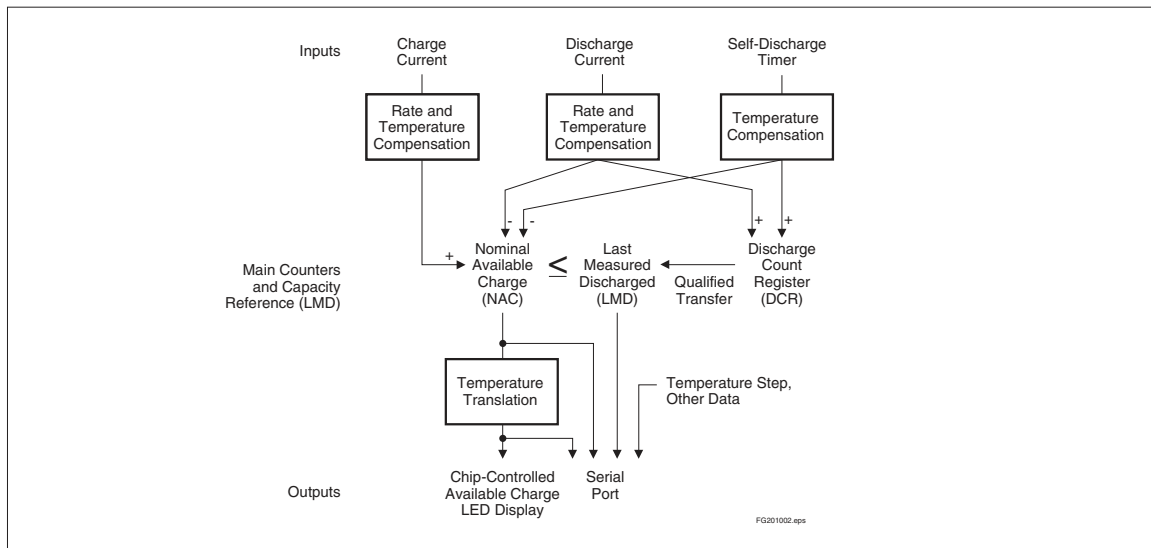 Inputs
Charge
Current
Discharge
Current
Self-Discharge
Timer
Rate and
Temperature
Compensation
Rate and
Temperature
Compensation
Temperature
Compensation
- -
+ +
+
Main Counters
and Capacity
Reference (LMD)
Nominal
Available
Charge
(NAC)
≤
Last
Measured
Discharged
(LMD)
Qualified
Transfer
Discharge
Count
Register
(DCR)
Temperature
Translation
Temperature Step,
Other Data
Outputs
Chip-Controlled
Available Charge
LED Display
Serial
Port
FG201002.eps